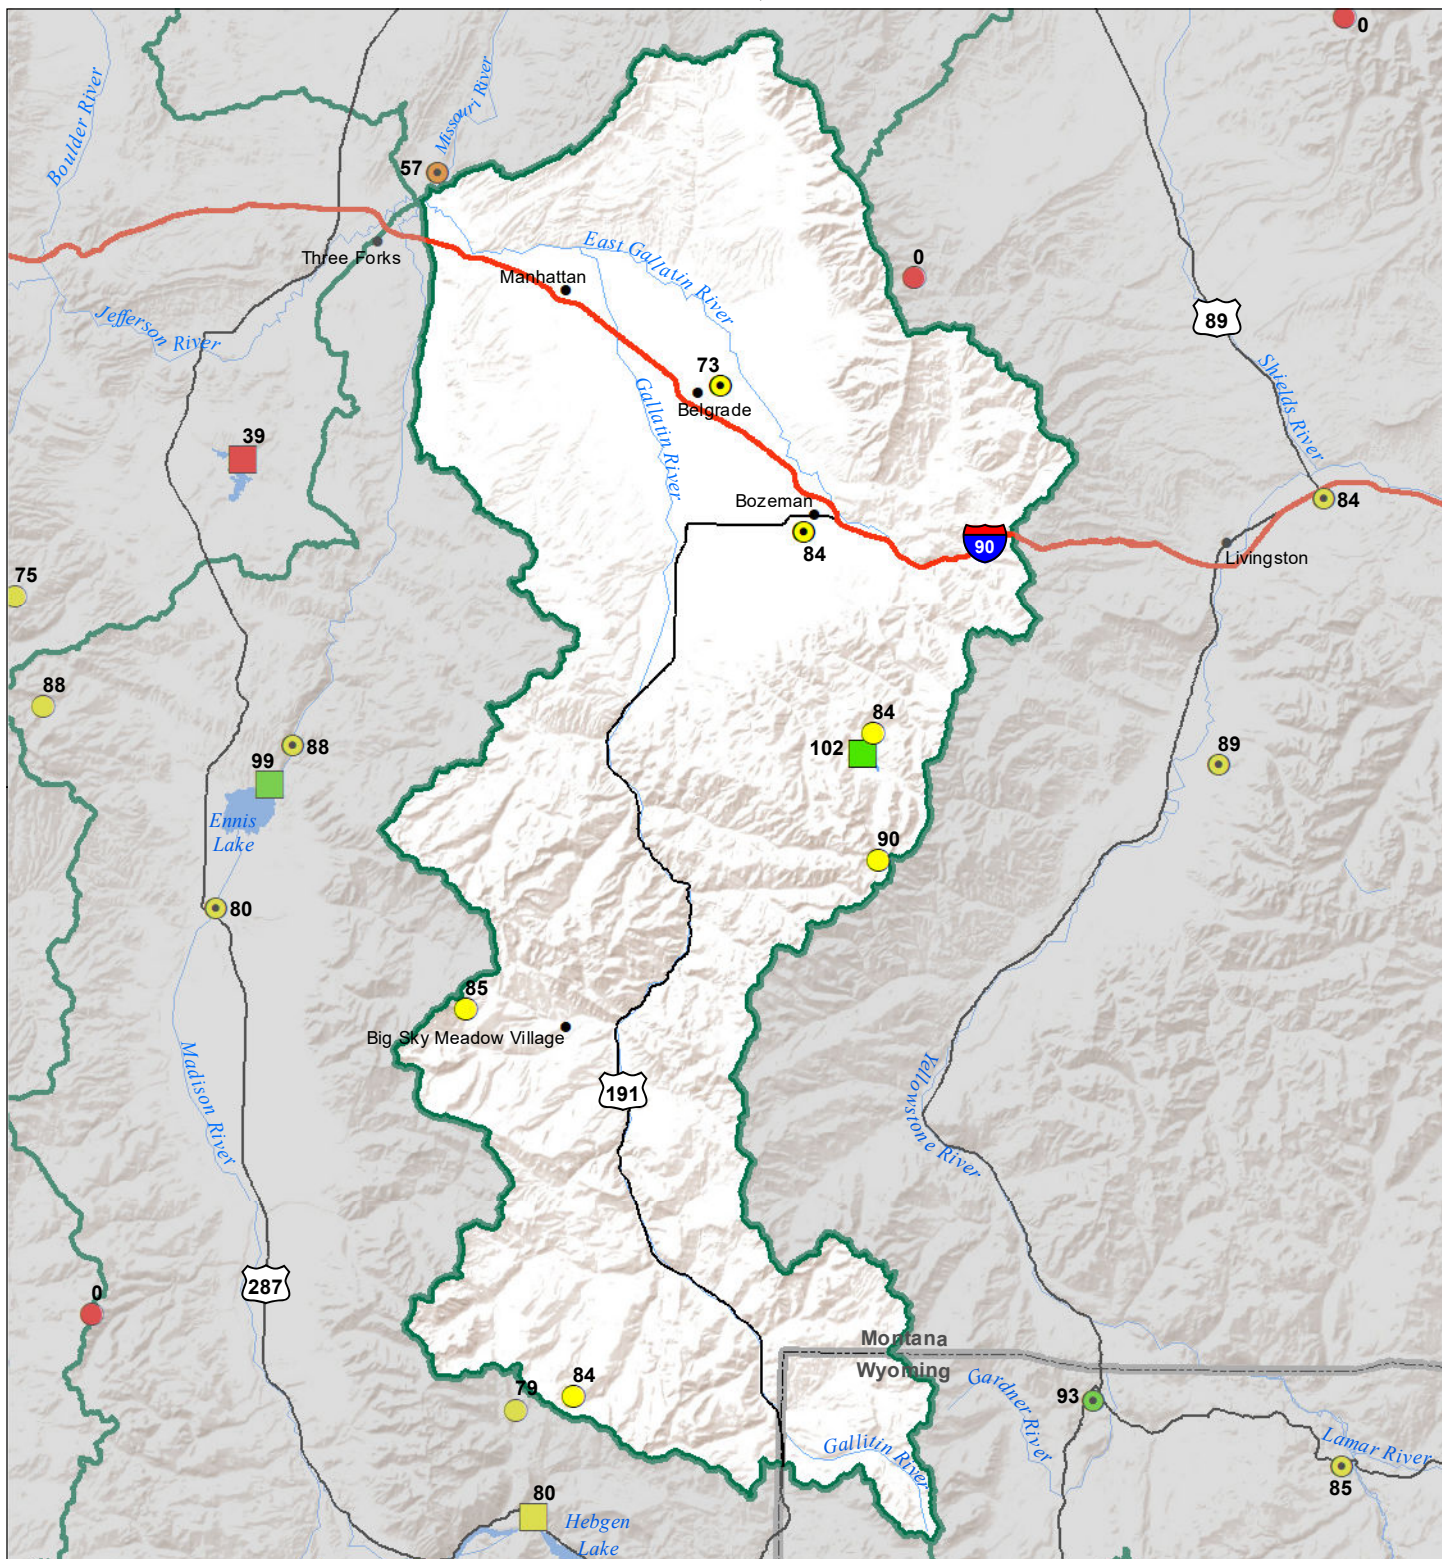 0
Missouri River
Boulder River
57
East Gallatin River
0
Three Forks
Manhattan
Jefferson River
89
Shields River
73
Belgrade
Gallatin River
39
Bozeman
84
84
90
Livingston
75
88
84
102
88
99
89
Ennis
Lake
90
80
85
Big Sky Meadow Village
Madison River
191
Yellowstone River
287
0
Montana
Wyoming
84
79
Gardner River
93
Gallitin River
Lamar River
85
80
Hebgen
Lake